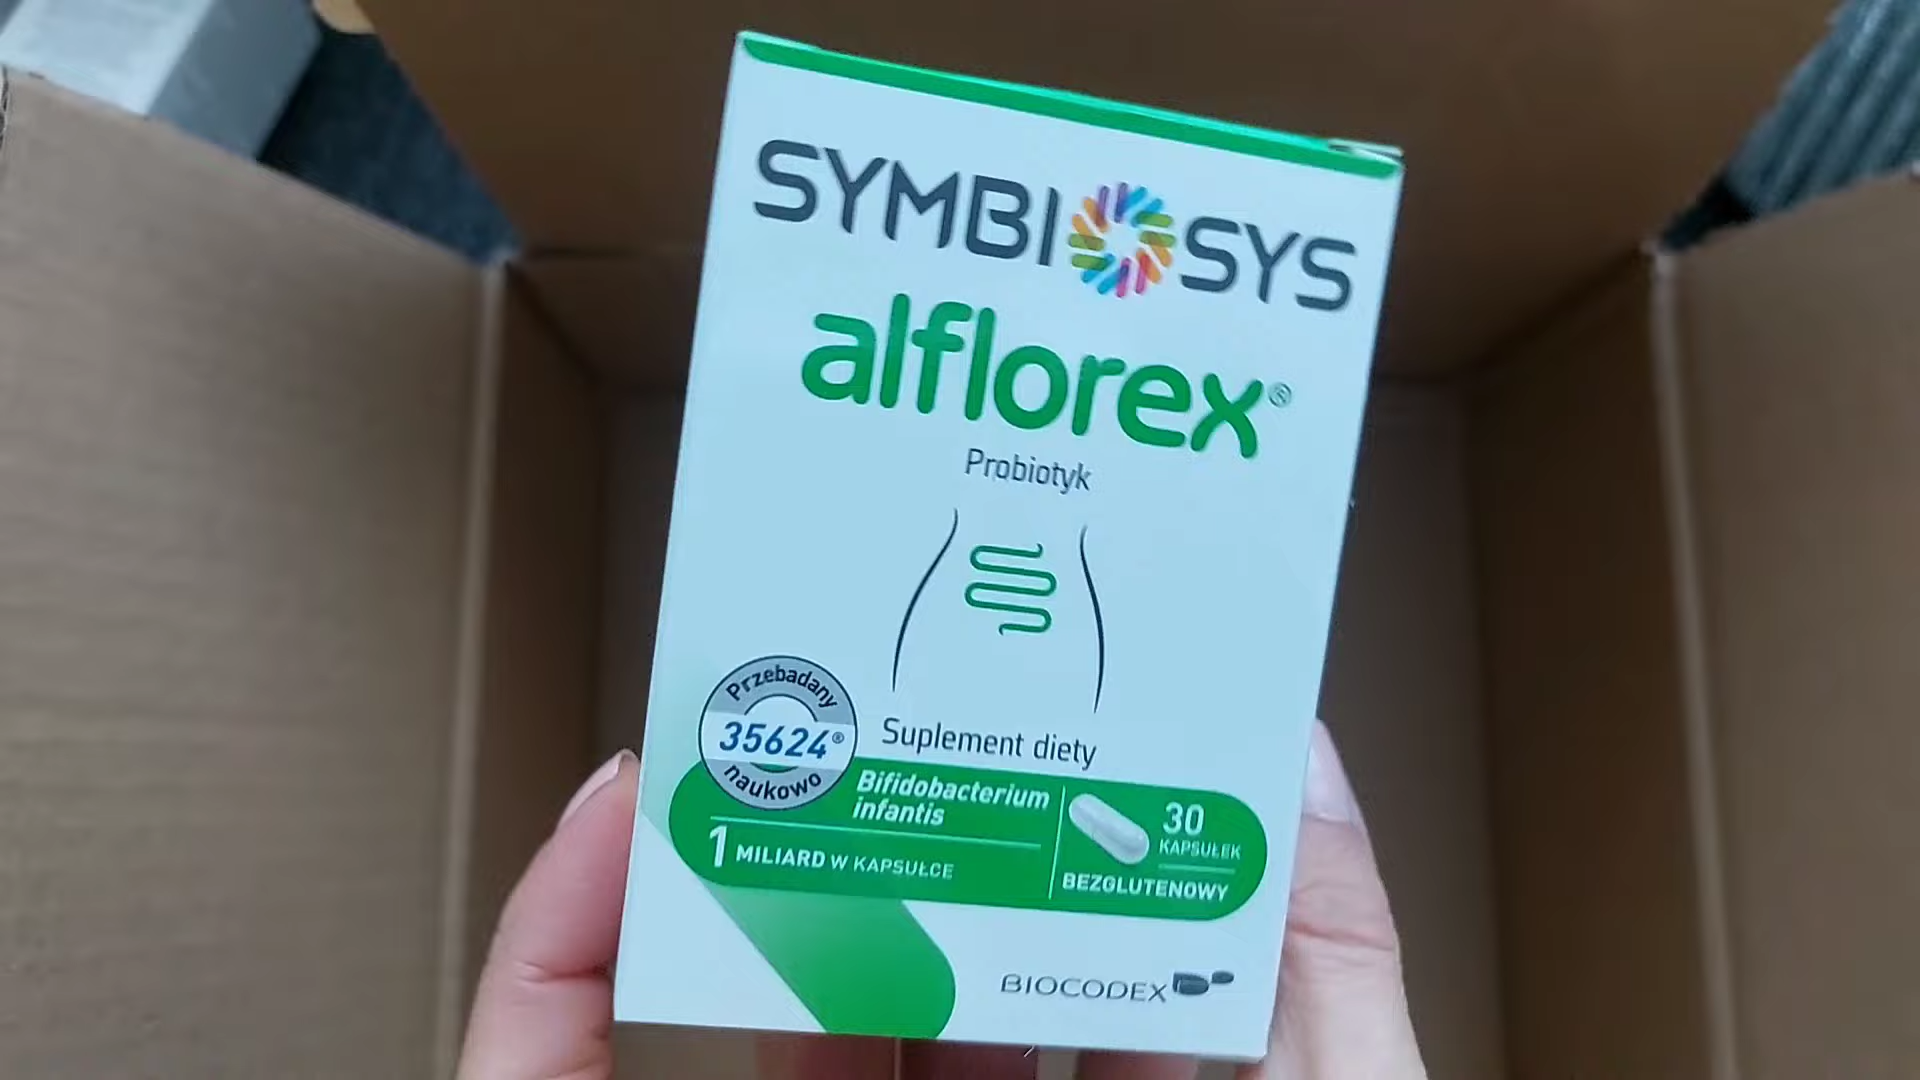 SYMBIOSYS
alflorex®
Probiotyk
Przebadany
35624®
naukowo
Suplement diety
Bifidobacterium
infantis
1 MILIARD W KAPSUŁCE
30
KAPSUŁEK
BEZGLUTENOWY
BIOCODEX